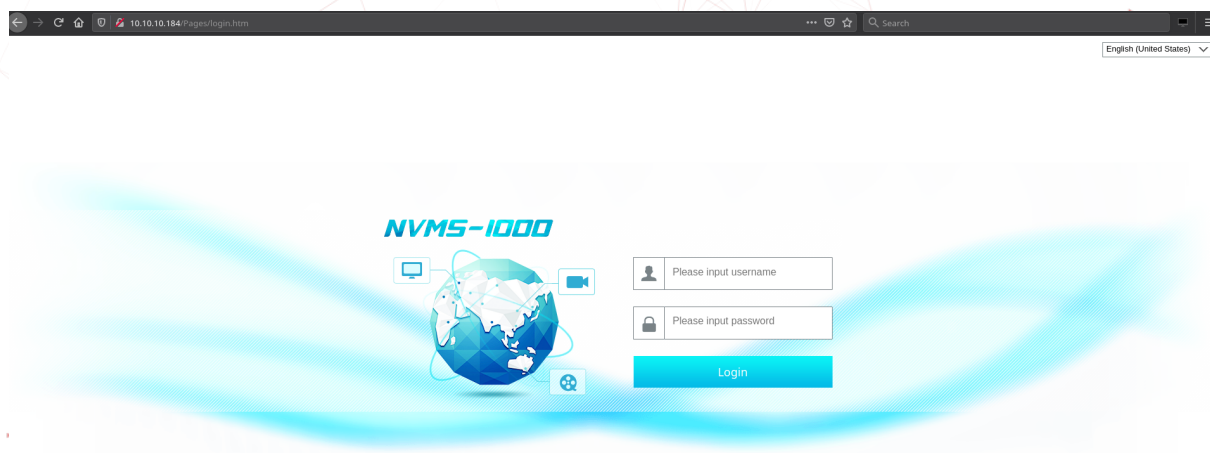 10.10.10.184/Pages/login.htm
Search
English (United States)
NVMS-1000
Please input username
Please input password
Login